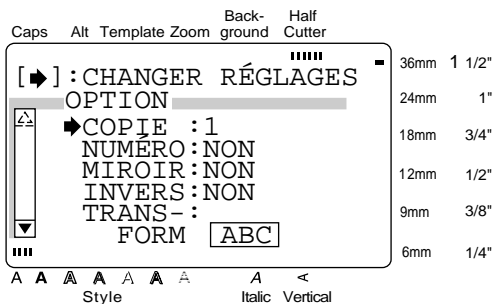 Back- Half
Caps Alt Template Zoom ground Cutter
[➡]:CHANGER RÉGLAGES
OPTION
➡COPIE :1
NUMÉRO:NON
MIROIR:NON
INVERS:NON
TRANS-:
FORM ABC
36mm 1 1/2"
24mm 1"
18mm 3/4"
12mm 1/2"
9mm 3/8"
6mm 1/4"
A A A A A A A A A
Style Italic Vertical